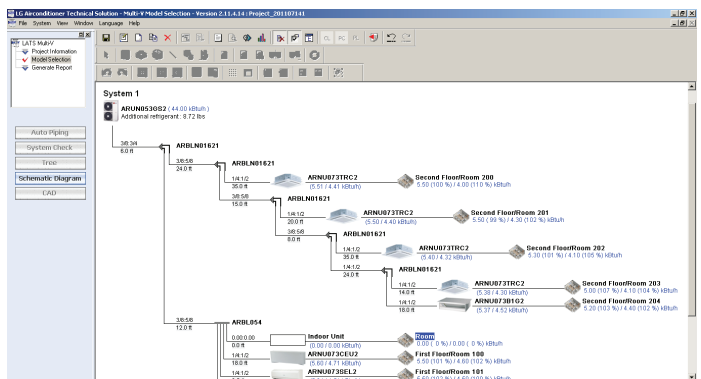 LG Airconditioner Technical Solution - Multi-V Model Selection - Version 2.11.4.14 : Project_201107141
File System View Window Language Help
LATS Multi-V
Project Information
Model Selection
Generate Report
Auto Piping
System Check
Tree
Schematic Diagram
CAD
System 1
ARUN053GS2 ( 44.00 kBtu/h )
Additional refrigerant : 8.72 lbs
3/8:3/4
6.0 ft
ARBLN01621
3/8:5/8
24.0 ft
ARBLN01621
1/4:1/2
35.0 ft
ARNU073TRC2
(5.51 / 4.41 kBtu/h)
Second Floor/Room 200
5.50 (100 %) / 4.00 (110 %) kBtu/h
3/8:5/8
15.0 ft
ARBLN01621
1/4:1/2
20.0 ft
ARNU073TRC2
(5.50 / 4.40 kBtu/h)
Second Floor/Room 201
5.50 ( 99 %) / 4.30 (102 %) kBtu/h
3/8:5/8
8.0 ft
ARBLN01621
1/4:1/2
35.0 ft
ARNU073TRC2
(5.40 / 4.32 kBtu/h)
Second Floor/Room 202
5.30 (101 %) / 4.10 (105 %) kBtu/h
1/4:1/2
24.0 ft
ARBLN01621
1/4:1/2
14.0 ft
ARNU073TRC2
(5.38 / 4.30 kBtu/h)
Second Floor/Room 203
5.00 (107 %) / 4.10 (104 %) kBtu/h
1/4:1/2
18.0 ft
ARNU073B1G2
(5.37 / 4.52 kBtu/h)
Second Floor/Room 204
5.20 (103 %) / 4.40 (102 %) kBtu/h
3/8:5/8
12.0 ft
ARBL054
0.00:0.00
0.0 ft
Indoor Unit
(0.00 / 0.00 kBtu/h)
Room
0.00 ( 0 %) / 0.00 ( 0 %) kBtu/h
1/4:1/2
18.0 ft
ARNU073CEU2
(5.60 / 4.71 kBtu/h)
First Floor/Room 100
5.50 (101 %) / 4.60 (102 %) kBtu/h
1/4:1/2
ARNU073SEL2
First Floor/Room 101